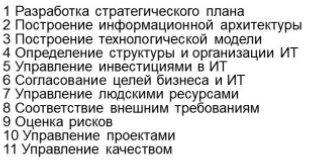 1 Разработка стратегического плана
2 Построение информационной архитектуры
3 Построение технологической модели
4 Определение структуры и организации ИТ
5 Управление инвестициями в ИТ
6 Согласование целей бизнеса и ИТ
7 Управление людскими ресурсами
8 Соответствие внешним требованиям
9 Оценка рисков
10 Управление проектами
11 Управление качеством